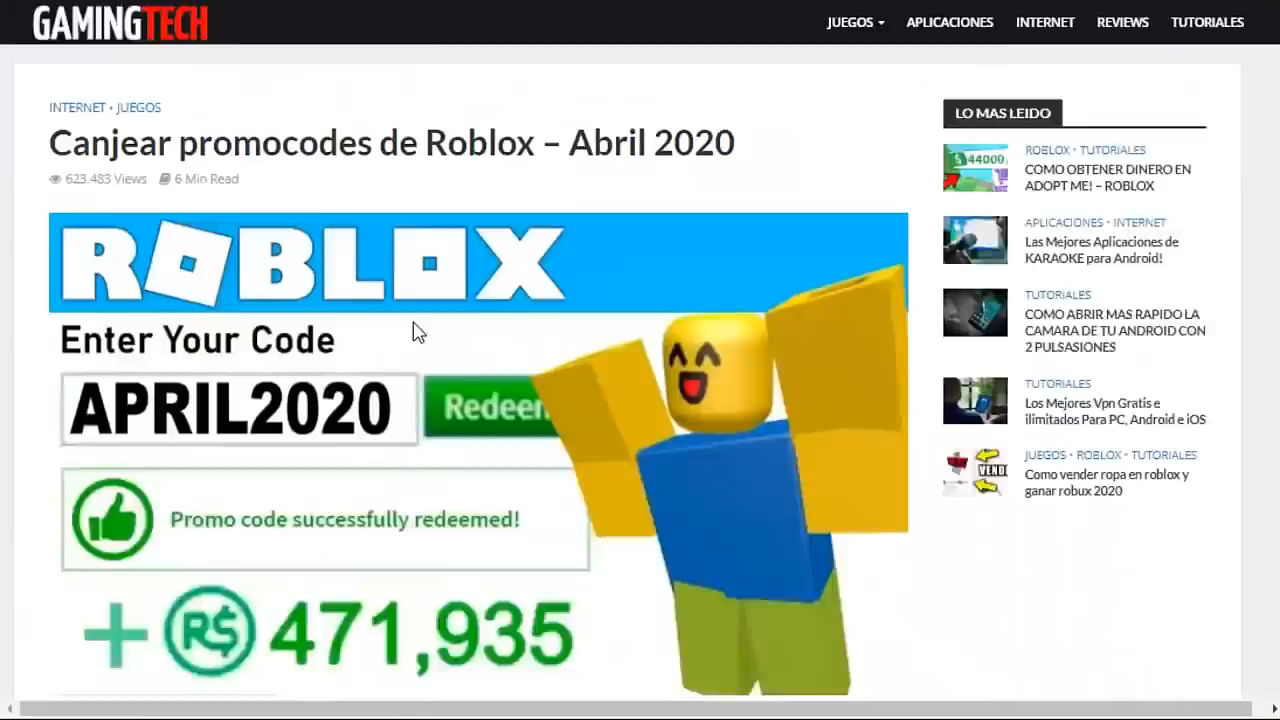 GAMINGTECH
JUEGOS APLICACIONES INTERNET REVIEWS TUTORIALES
INTERNET • JUEGOS
Canjear promocodes de Roblox – Abril 2020
623.483 Views 6 Min Read
ROBLOX
Enter Your Code
APRIL2020
Redeem
Promo code successfully redeemed!
+ R$ 471,935
LO MAS LEIDO
44000
ROBLOX • TUTORIALES
COMO OBTENER DINERO EN
ADOPT ME! – ROBLOX
APLICACIONES • INTERNET
Las Mejores Aplicaciones de
KARAOKE para Android!
TUTORIALES
COMO ABRIR MAS RAPIDO LA
CAMARA DE TU ANDROID CON
2 PULSASIONES
TUTORIALES
Los Mejores Vpn Gratis e
ilimitados Para PC, Android e iOS
VENDE
JUEGOS • ROBLOX • TUTORIALES
Como vender ropa en roblox y
ganar robux 2020